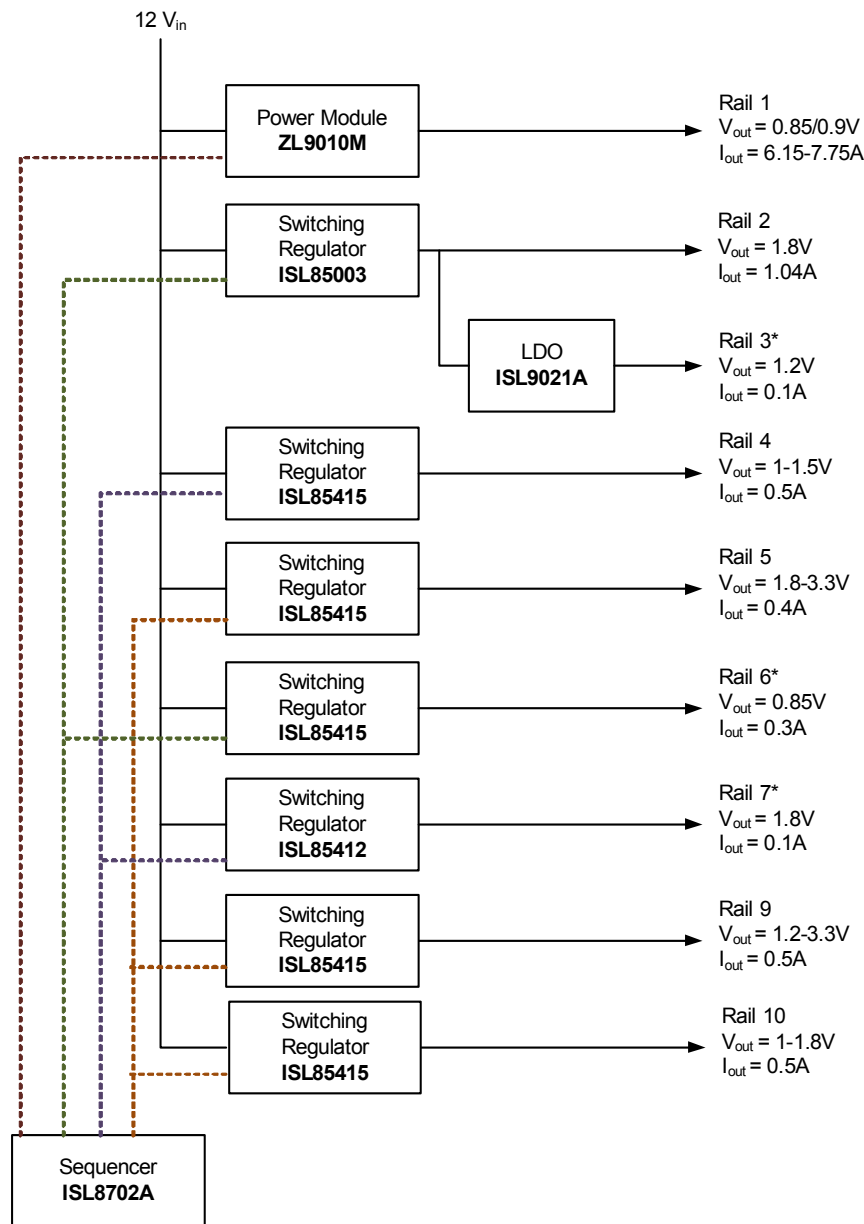 12 Vin
Power Module
ZL9010M
Rail 1
Vout = 0.85/0.9V
Iout = 6.15-7.75A
Switching
Regulator
ISL85003
Rail 2
Vout = 1.8V
Iout = 1.04A
LDO
ISL9021A
Rail 3*
Vout = 1.2V
Iout = 0.1A
Switching
Regulator
ISL85415
Rail 4
Vout = 1-1.5V
Iout = 0.5A
Switching
Regulator
ISL85415
Rail 5
Vout = 1.8-3.3V
Iout = 0.4A
Switching
Regulator
ISL85415
Rail 6*
Vout = 0.85V
Iout = 0.3A
Switching
Regulator
ISL85412
Rail 7*
Vout = 1.8V
Iout = 0.1A
Switching
Regulator
ISL85415
Rail 9
Vout = 1.2-3.3V
Iout = 0.5A
Switching
Regulator
ISL85415
Rail 10
Vout = 1-1.8V
Iout = 0.5A
Sequencer
ISL8702A